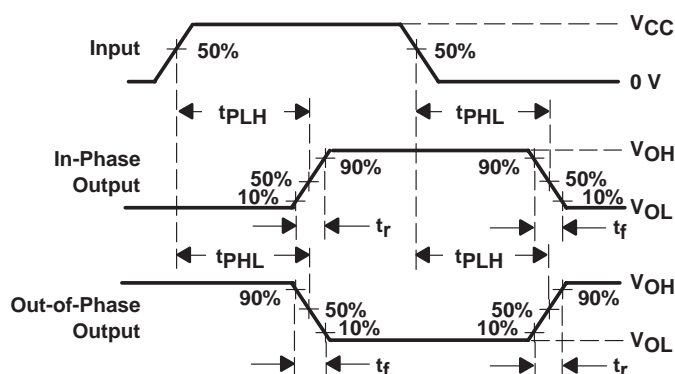 VCC
Input
50%
50%
0 V
tPLH
tPHL
In-Phase
Output
90%
90%
VOH
50%
50%
10%
10%
VOL
tr
tf
tPHL
tPLH
Out-of-Phase
Output
90%
90%
VOH
50%
50%
10%
10%
VOL
tf
tr